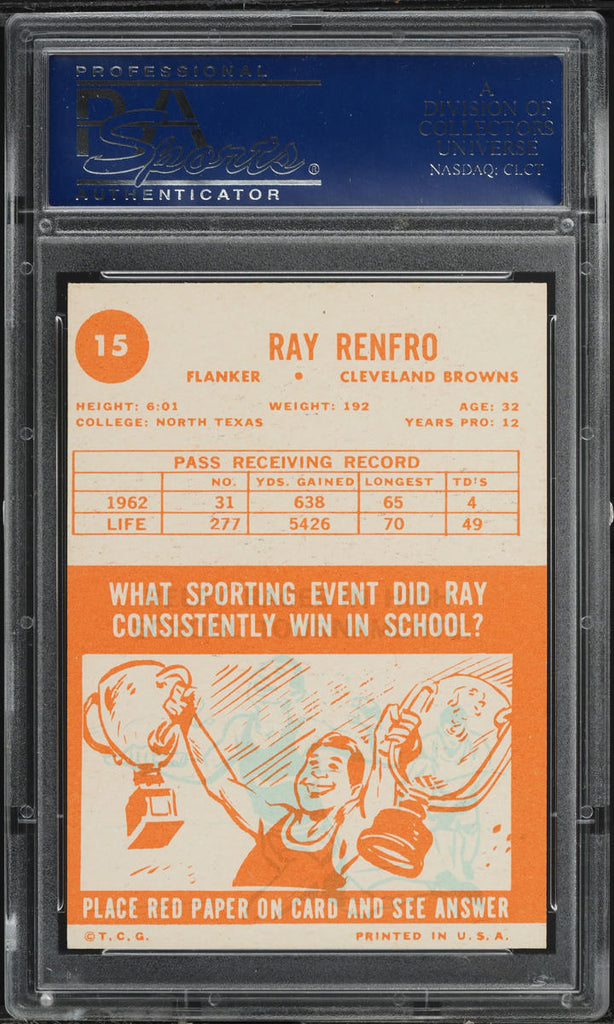 PROFESSIONAL
PSA
Sports®
AUTHENTICATOR
A
DIVISION OF
COLLECTORS
UNIVERSE
NASDAQ: CLCT
15
RAY RENFRO
FLANKER • CLEVELAND BROWNS
HEIGHT: 6:01 WEIGHT: 192 AGE: 32
COLLEGE: NORTH TEXAS YEARS PRO: 12
PASS RECEIVING RECORD
NO. YDS. GAINED LONGEST TD'S
1962 31 638 65 4
LIFE 277 5426 70 49
WHAT SPORTING EVENT DID RAY
CONSISTENTLY WIN IN SCHOOL?
PLACE RED PAPER ON CARD AND SEE ANSWER
© T. C. G. PRINTED IN U. S. A.